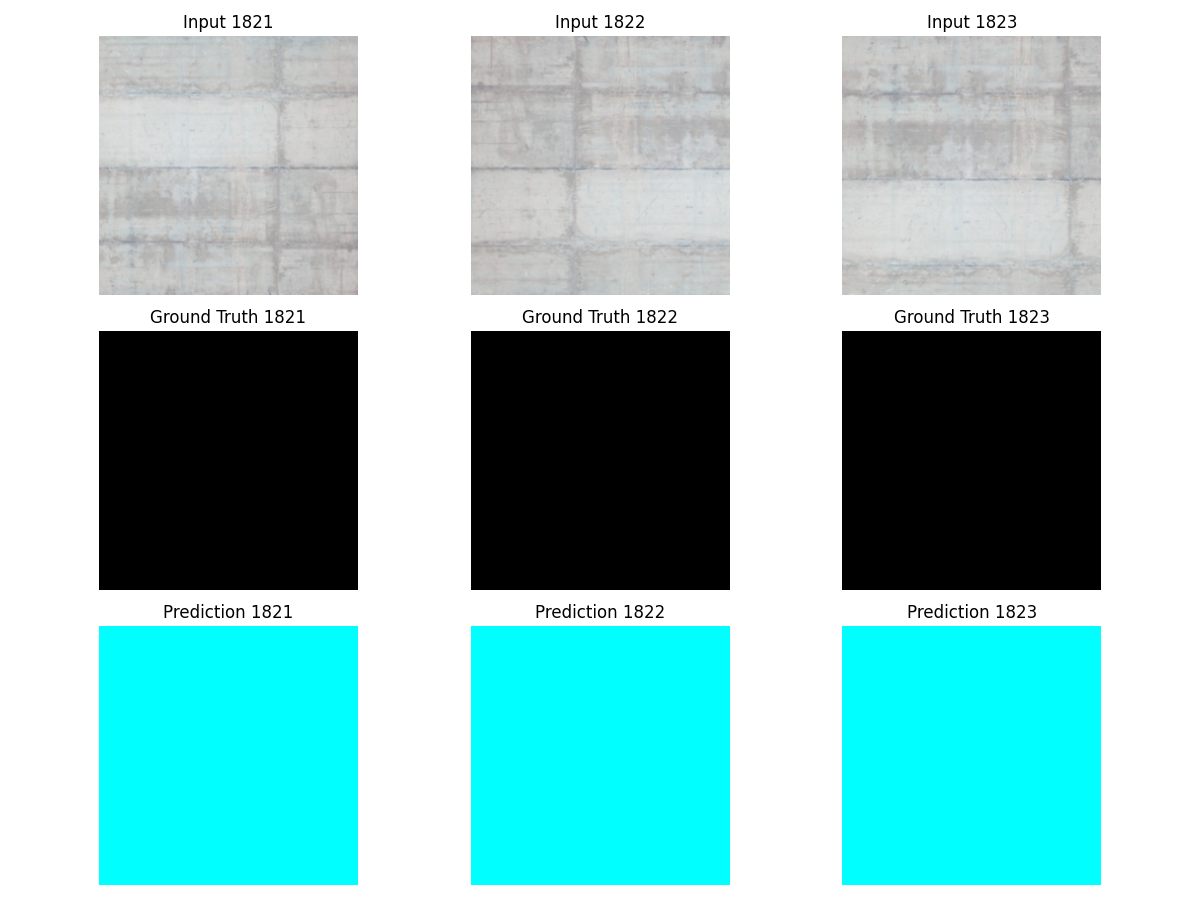 Input 1821
Input 1822
Input 1823
Ground Truth 1821
Ground Truth 1822
Ground Truth 1823
Prediction 1821
Prediction 1822
Prediction 1823